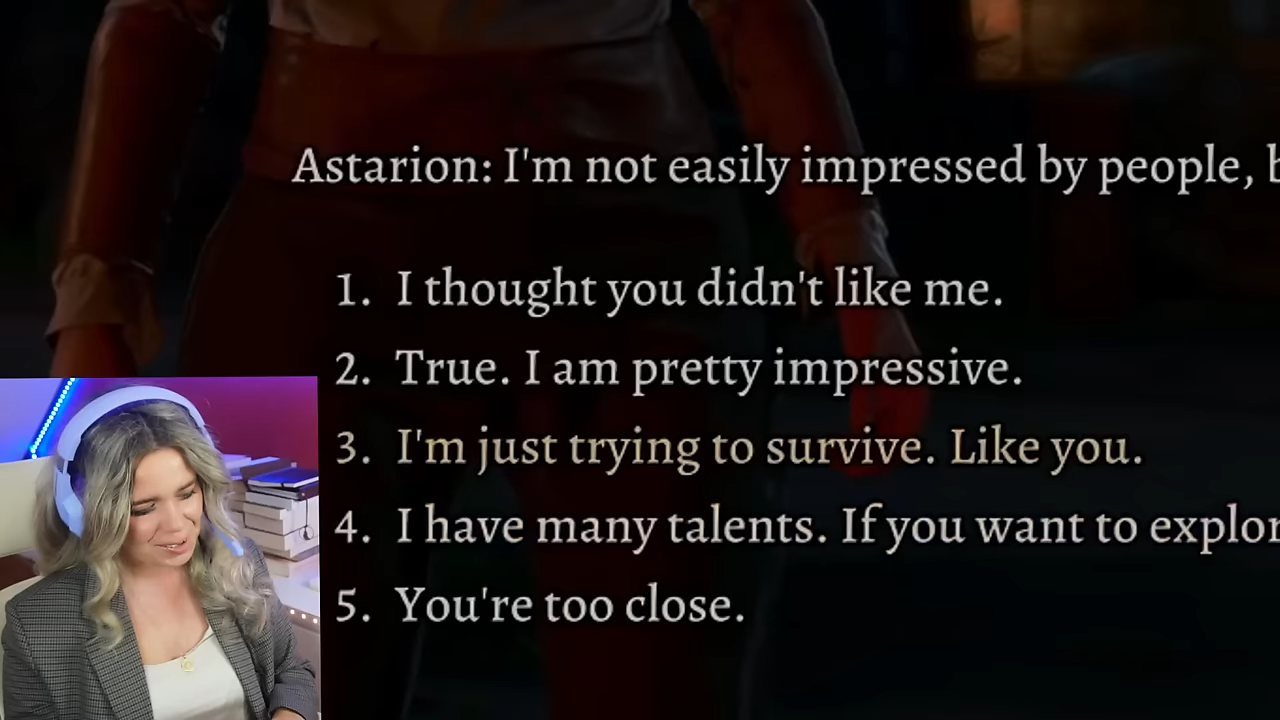 Astarion: I'm not easily impressed by people,
1. I thought you didn't like me.
2. True. I am pretty impressive.
3. I'm just trying to survive. Like you.
4. I have many talents. If you want to
5. You're too close.